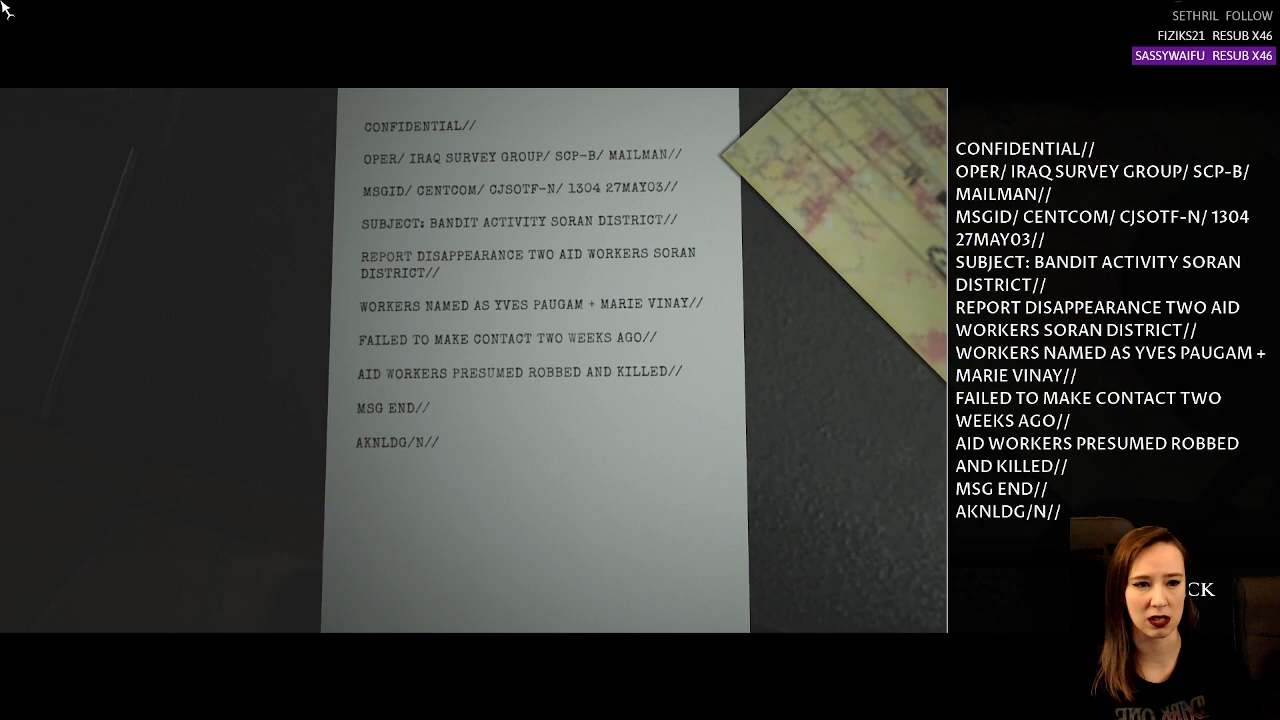 SETHRIL FOLLOW
FIZIKS21 RESUB X46
SASSYWAIFU RESUB X46
CONFIDENTIAL//
OPER/ IRAQ SURVEY GROUP/ SCP-B/ MAILMAN//
MSGID/ CENTCOM/ CJSOTF-N/ 1304 27MAY03//
SUBJECT: BANDIT ACTIVITY SORAN DISTRICT//
REPORT DISAPPEARANCE TWO AID WORKERS SORAN
DISTRICT//
WORKERS NAMED AS YVES PAUGAM + MARIE VINAY//
FAILED TO MAKE CONTACT TWO WEEKS AGO//
AID WORKERS PRESUMED ROBBED AND KILLED//
MSG END//
AKNLDG/N//
CONFIDENTIAL//
OPER/ IRAQ SURVEY GROUP/ SCP-B/
MAILMAN//
MSGID/ CENTCOM/ CJSOTF-N/ 1304
27MAY03//
SUBJECT: BANDIT ACTIVITY SORAN
DISTRICT//
REPORT DISAPPEARANCE TWO AID
WORKERS SORAN DISTRICT//
WORKERS NAMED AS YVES PAUGAM +
MARIE VINAY//
FAILED TO MAKE CONTACT TWO
WEEKS AGO//
AID WORKERS PRESUMED ROBBED
AND KILLED//
MSG END//
AKNLDG/N//
CK